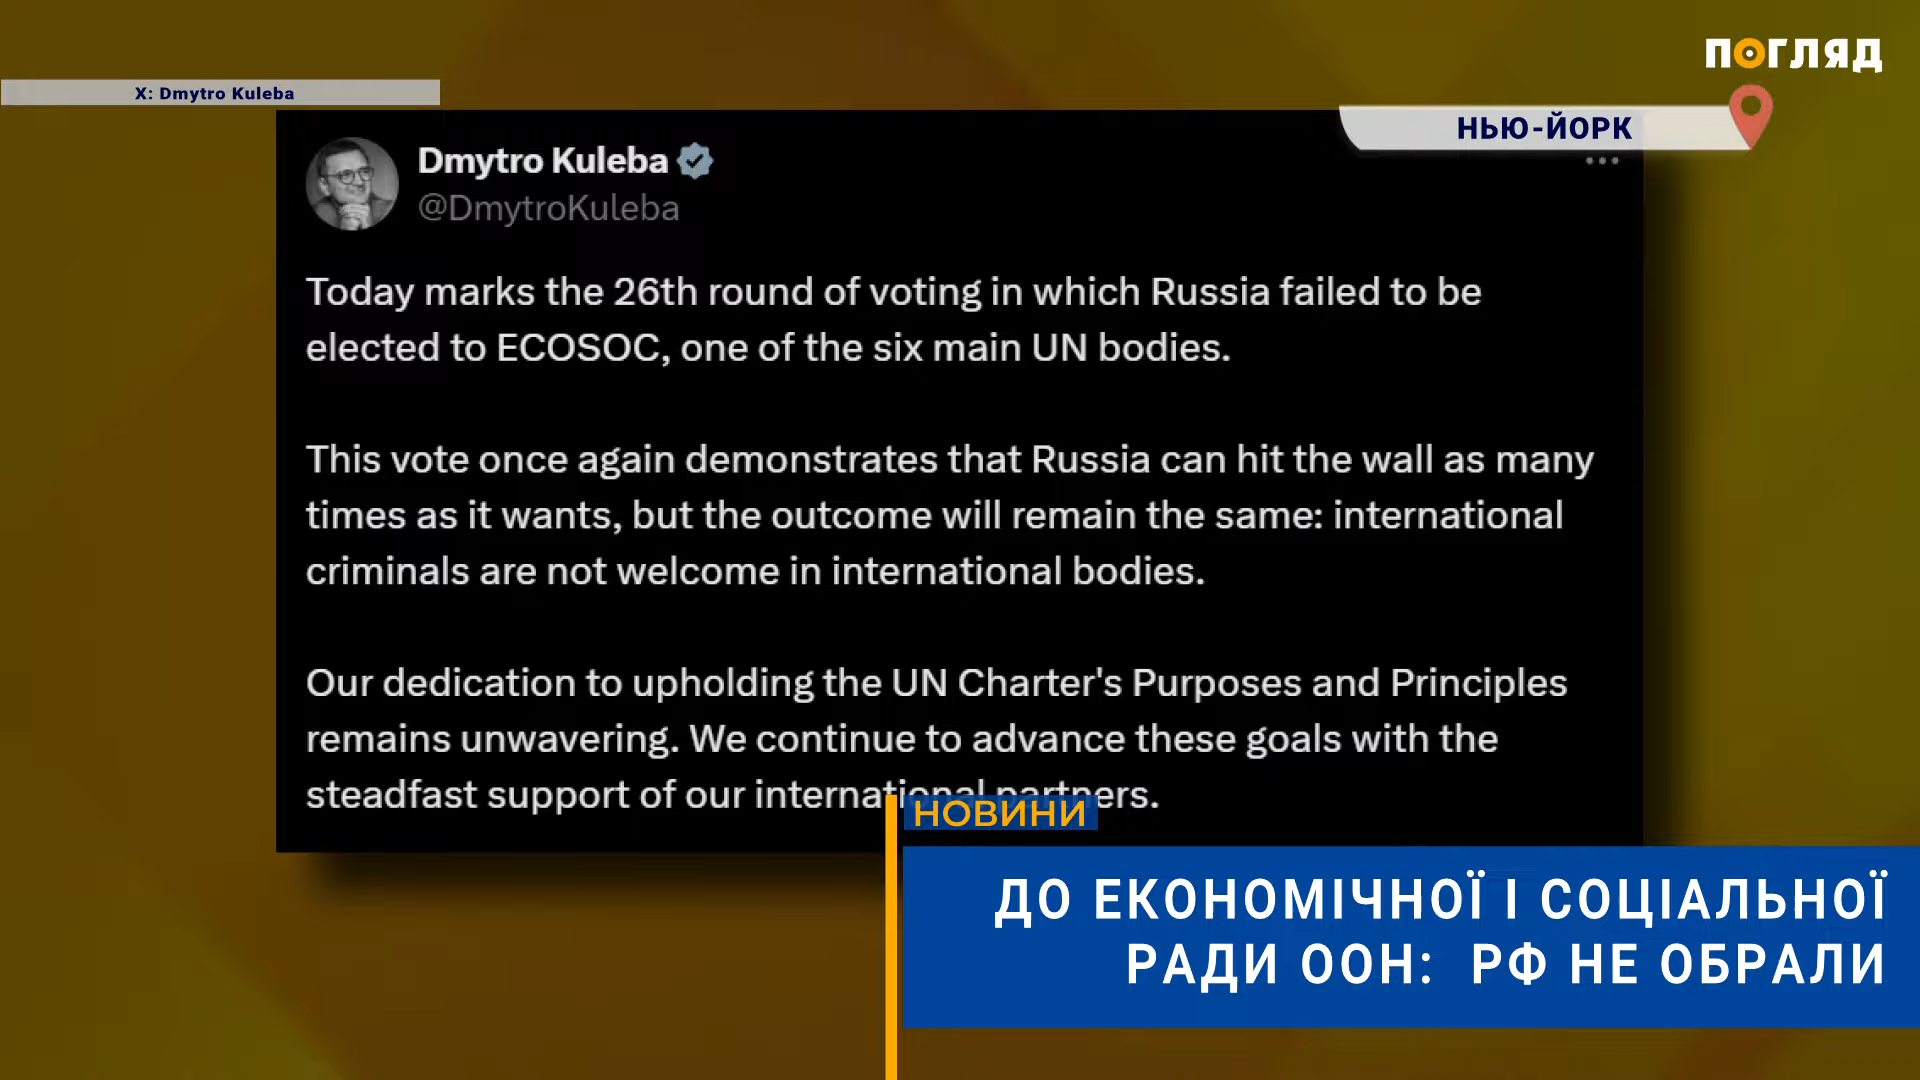 ПОГЛЯД
X: Dmytro Kuleba
НЬЮ-ЙОРК
Dmytro Kuleba
@DmytroKuleba
Today marks the 26th round of voting in which Russia failed to be
elected to ECOSOC, one of the six main UN bodies.
This vote once again demonstrates that Russia can hit the wall as many
times as it wants, but the outcome will remain the same: international
criminals are not welcome in international bodies.
Our dedication to upholding the UN Charter's Purposes and Principles
remains unwavering. We continue to advance these goals with the
steadfast support of our international partners.
НОВИНИ
ДО ЕКОНОМІЧНОЇ І СОЦІАЛЬНОЇ
РАДИ ООН: РФ НЕ ОБРАЛИ